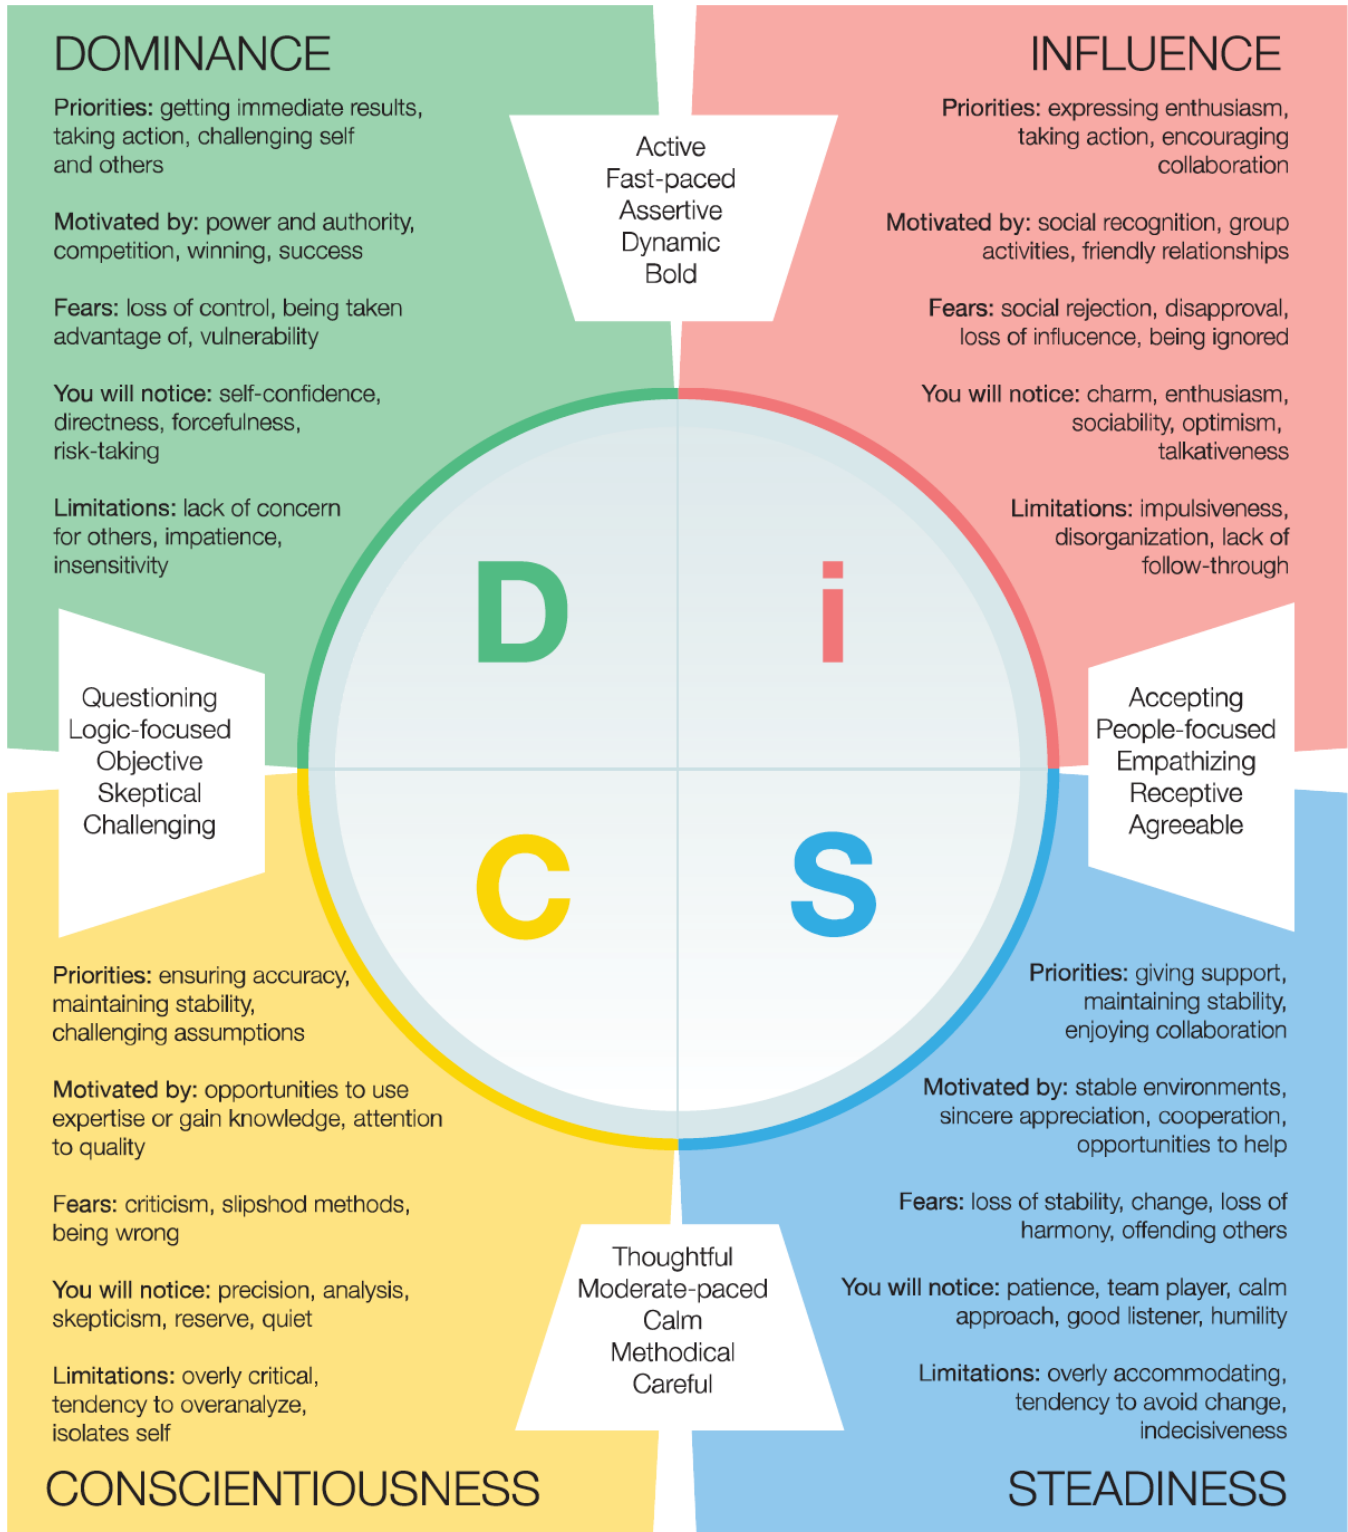 DOMINANCE
Priorities: getting immediate results,
taking action, challenging self
and others
Motivated by: power and authority,
competition, winning, success
Fears: loss of control, being taken
advantage of, vulnerability
You will notice: self-confidence,
directness, forcefulness,
risk-taking
Limitations: lack of concern
for others, impatience,
insensitivity
Active
Fast-paced
Assertive
Dynamic
Bold
INFLUENCE
Priorities: expressing enthusiasm,
taking action, encouraging
collaboration
Motivated by: social recognition, group
activities, friendly relationships
Fears: social rejection, disapproval,
loss of influcence, being ignored
You will notice: charm, enthusiasm,
sociability, optimism,
talkativeness
Limitations: impulsiveness,
disorganization, lack of
follow-through
Questioning
Logic-focused
Objective
Skeptical
Challenging
D
i
C
S
Accepting
People-focused
Empathizing
Receptive
Agreeable
Priorities: ensuring accuracy,
maintaining stability,
challenging assumptions
Motivated by: opportunities to use
expertise or gain knowledge, attention
to quality
Fears: criticism, slipshod methods,
being wrong
You will notice: precision, analysis,
skepticism, reserve, quiet
Limitations: overly critical,
tendency to overanalyze,
isolates self
CONSCIENTIOUSNESS
Thoughtful
Moderate-paced
Calm
Methodical
Careful
Priorities: giving support,
maintaining stability,
enjoying collaboration
Motivated by: stable environments,
sincere appreciation, cooperation,
opportunities to help
Fears: loss of stability, change, loss of
harmony, offending others
You will notice: patience, team player, calm
approach, good listener, humility
Limitations: overly accommodating,
tendency to avoid change,
indecisiveness
STEADINESS